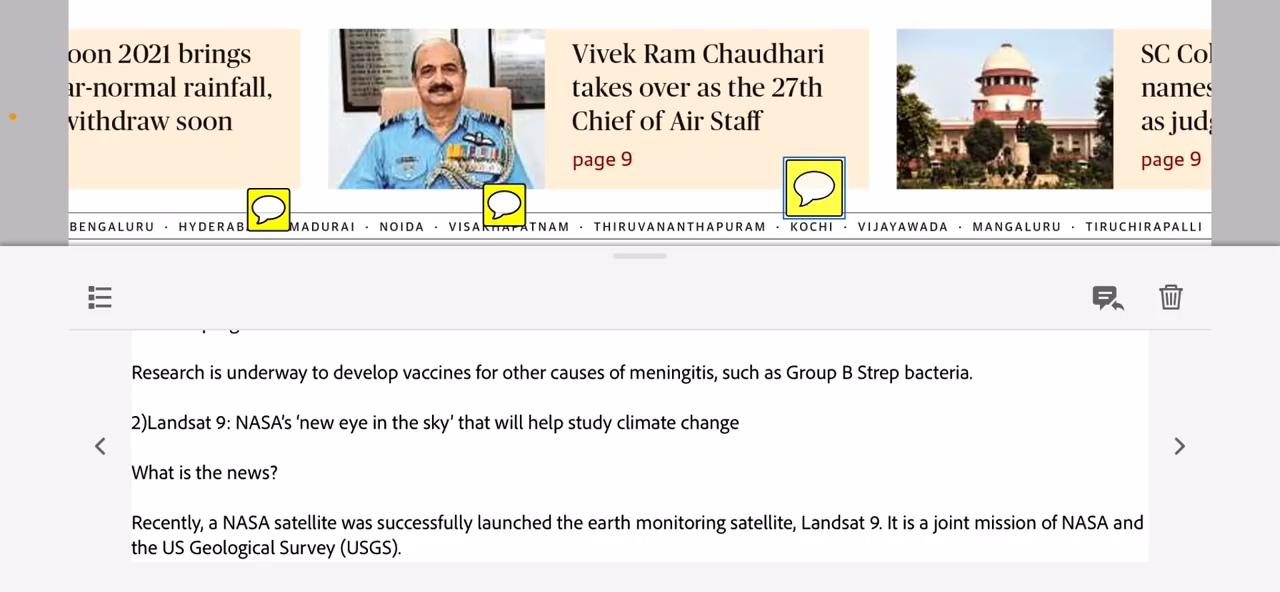 oon 2021 brings
ar-normal rainfall,
withdraw soon
Vivek Ram Chaudhari
takes over as the 27th
Chief of Air Staff
page 9
SC Col
names
as judg
page 9
BENGALURU · HYDERAB MADURAI · NOIDA · VISAKHAPATNAM · THIRUVANANTHAPURAM · KOCHI · VIJAYAWADA · MANGALURU · TIRUCHIRAPALLI
Research is underway to develop vaccines for other causes of meningitis, such as Group B Strep bacteria.
2)Landsat 9: NASA’s ‘new eye in the sky’ that will help study climate change
What is the news?
Recently, a NASA satellite was successfully launched the earth monitoring satellite, Landsat 9. It is a joint mission of NASA and
the US Geological Survey (USGS).